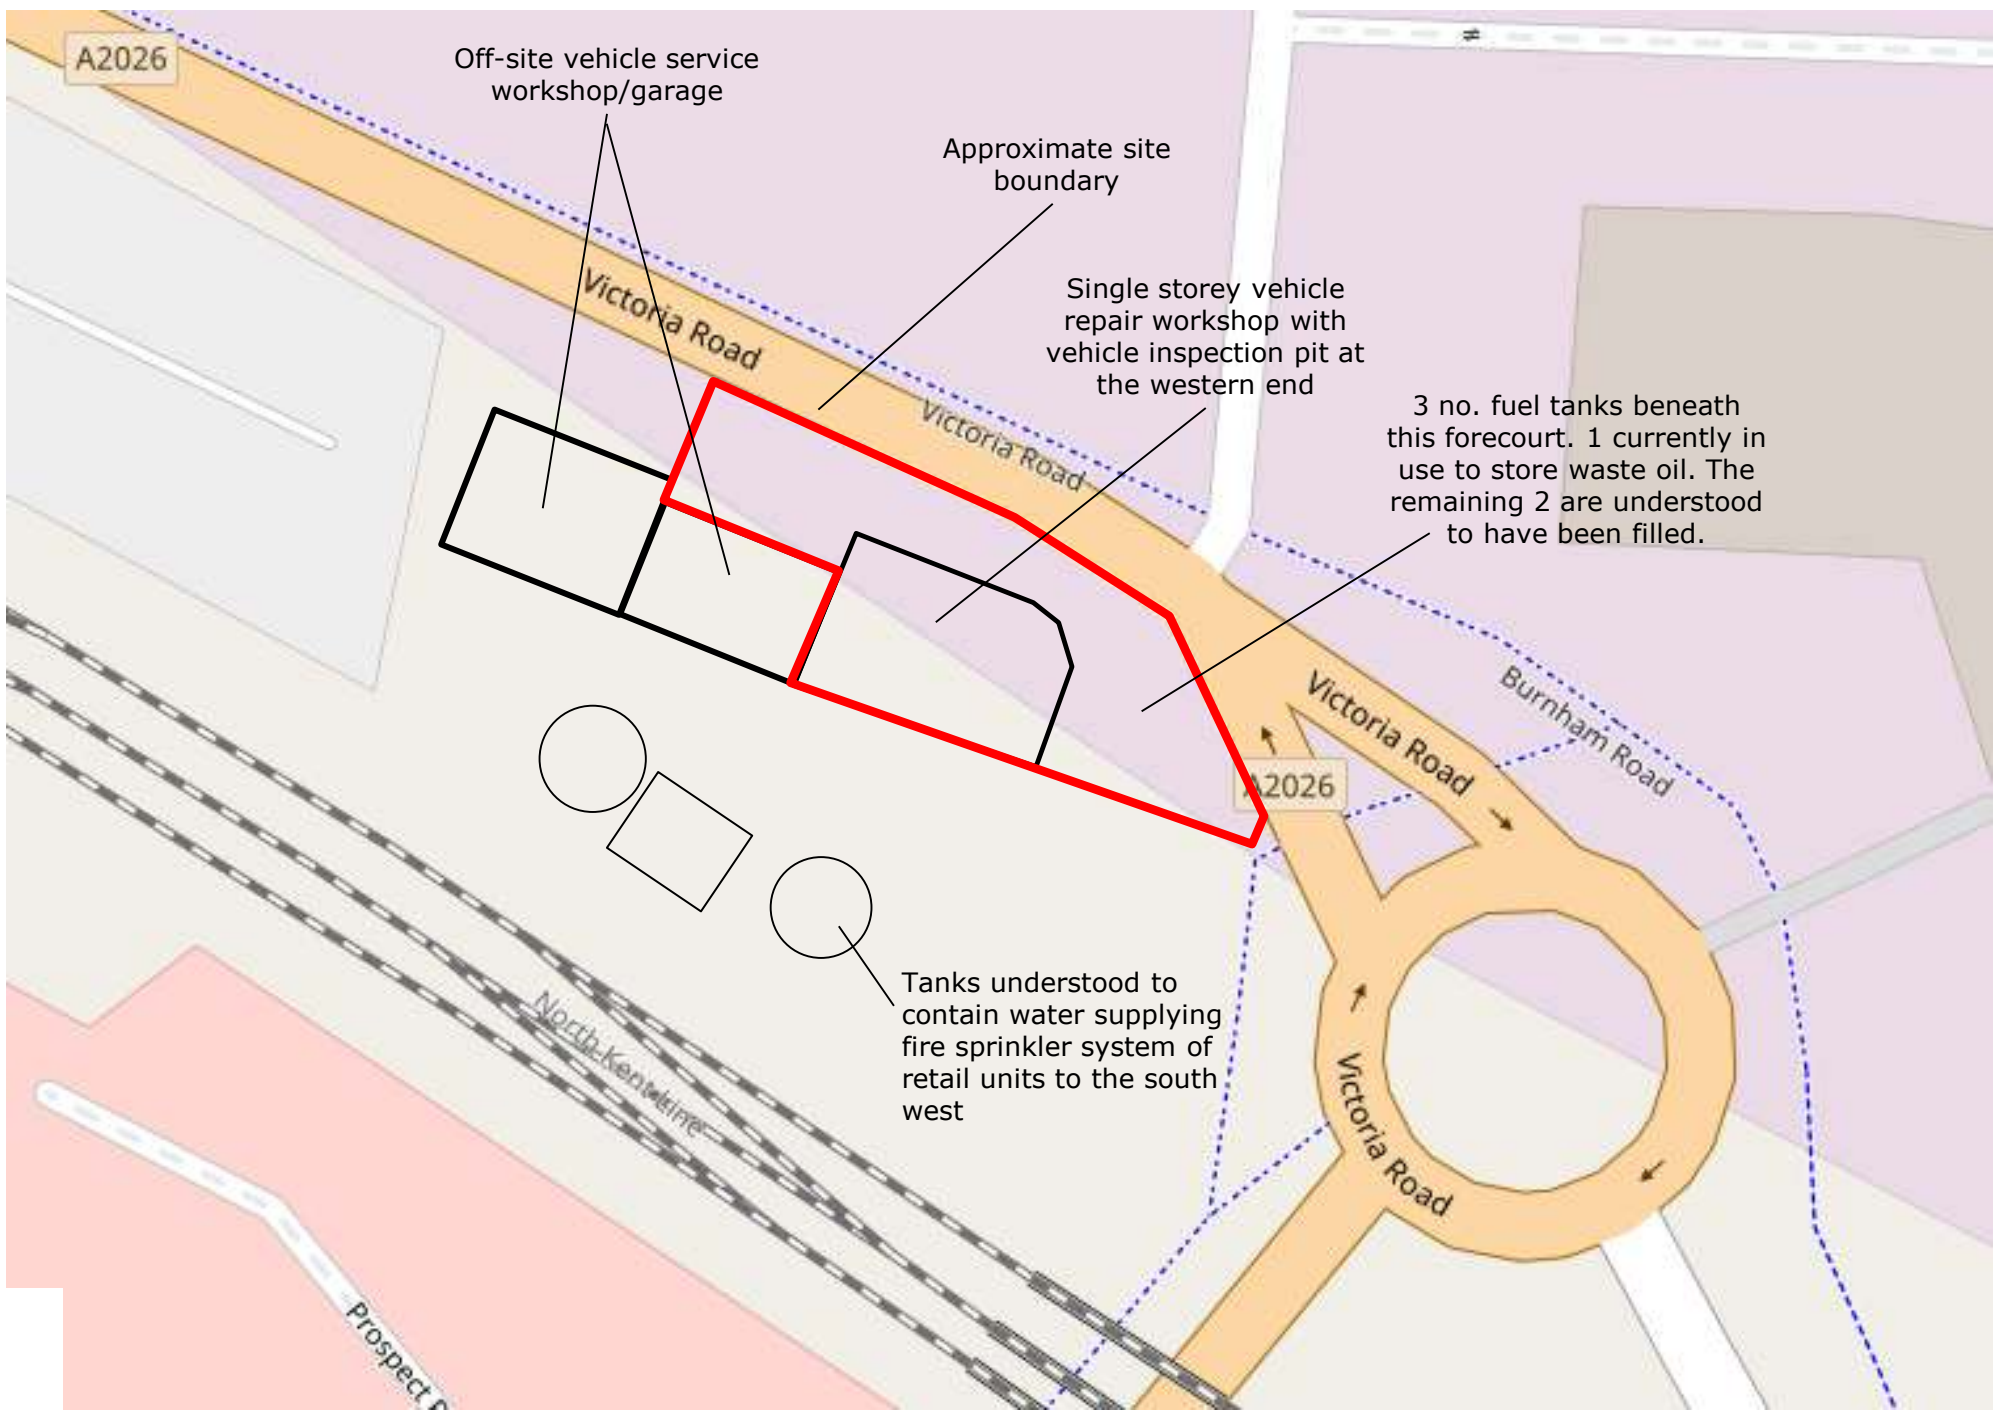 A2026
Off-site vehicle service
workshop/garage
Approximate site
boundary
Victoria Road
Single storey vehicle
repair workshop with
vehicle inspection pit at
the western end
Victoria Road
3 no. fuel tanks beneath
this forecourt. 1 currently in
use to store waste oil. The
remaining 2 are understood
to have been filled.
Victoria Road
Burnham Road
A2026
Tanks understood to
contain water supplying
fire sprinkler system of
retail units to the south
west
North Kent Line
Victoria Road
Prospect